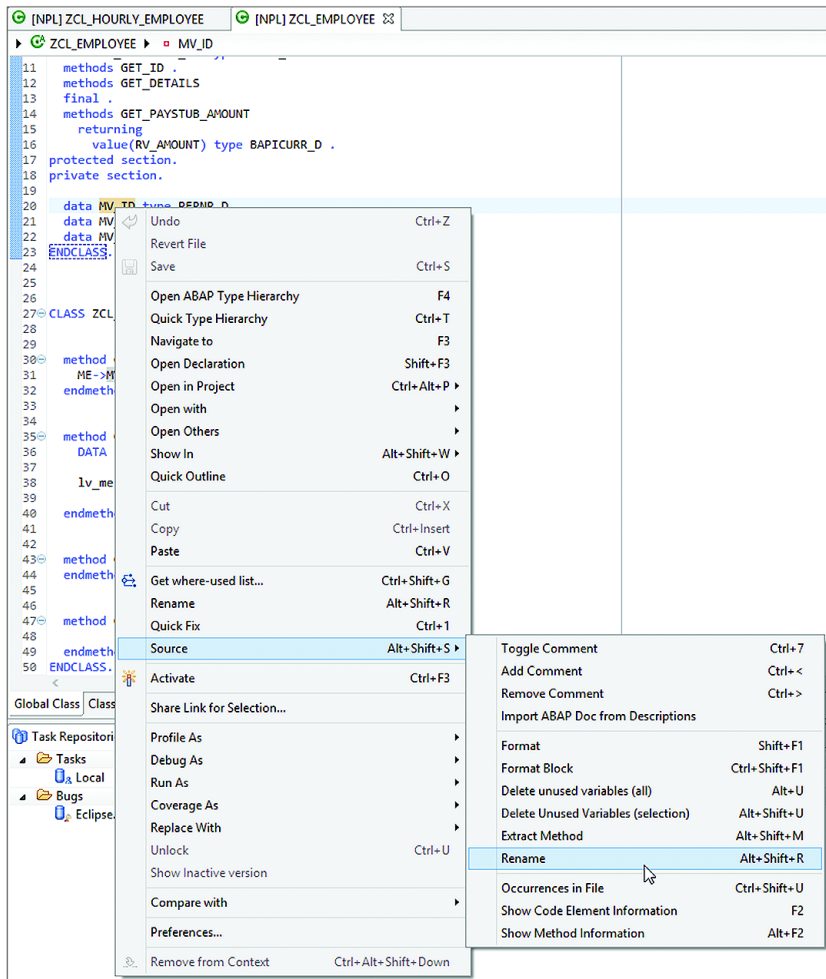 [NPL] ZCL_HOURLY_EMPLOYEE
[NPL] ZCL_EMPLOYEE
ZCL_EMPLOYEE
MV_ID
11 methods GET_ID .
12 methods GET_DETAILS
13 final .
14 methods GET_PAYSTUB_AMOUNT
15 returning
16 value(RV_AMOUNT) type BAPICURR_D .
17 protected section.
18 private section.
19
20 data MV_ID type PERNR_D
21 data MV_
22 data MV_
23 ENDCLASS.
24
25
26
27 CLASS ZCL_
28
29
30 method
31 ME->M
32 endmeth
33
34
35 method
36 DATA
37
38 lv_me
39
40 endmeth
41
42
43 method
44 endmeth
45
46
47 method
48
49 endmeth
50 ENDCLASS.
Global Class
Class
Task Repositori
Tasks
Local
Bugs
Eclipse.
Undo Ctrl+Z
Revert File
Save Ctrl+S
Open ABAP Type Hierarchy F4
Quick Type Hierarchy Ctrl+T
Navigate to F3
Open Declaration Shift+F3
Open in Project Ctrl+Alt+P
Open with
Open Others
Show In Alt+Shift+W
Quick Outline Ctrl+O
Cut Ctrl+X
Copy Ctrl+Insert
Paste Ctrl+V
Get where-used list... Ctrl+Shift+G
Rename Alt+Shift+R
Quick Fix Ctrl+1
Source Alt+Shift+S
Activate Ctrl+F3
Share Link for Selection...
Profile As
Debug As
Run As
Coverage As
Replace With
Unlock Ctrl+U
Show Inactive version
Compare with
Preferences...
Remove from Context Ctrl+Alt+Shift+Down
Toggle Comment Ctrl+7
Add Comment Ctrl+<
Remove Comment Ctrl+>
Import ABAP Doc from Descriptions
Format Shift+F1
Format Block Ctrl+Shift+F1
Delete unused variables (all) Alt+U
Delete Unused Variables (selection) Alt+Shift+U
Extract Method Alt+Shift+M
Rename Alt+Shift+R
Occurrences in File Ctrl+Shift+U
Show Code Element Information F2
Show Method Information Alt+F2